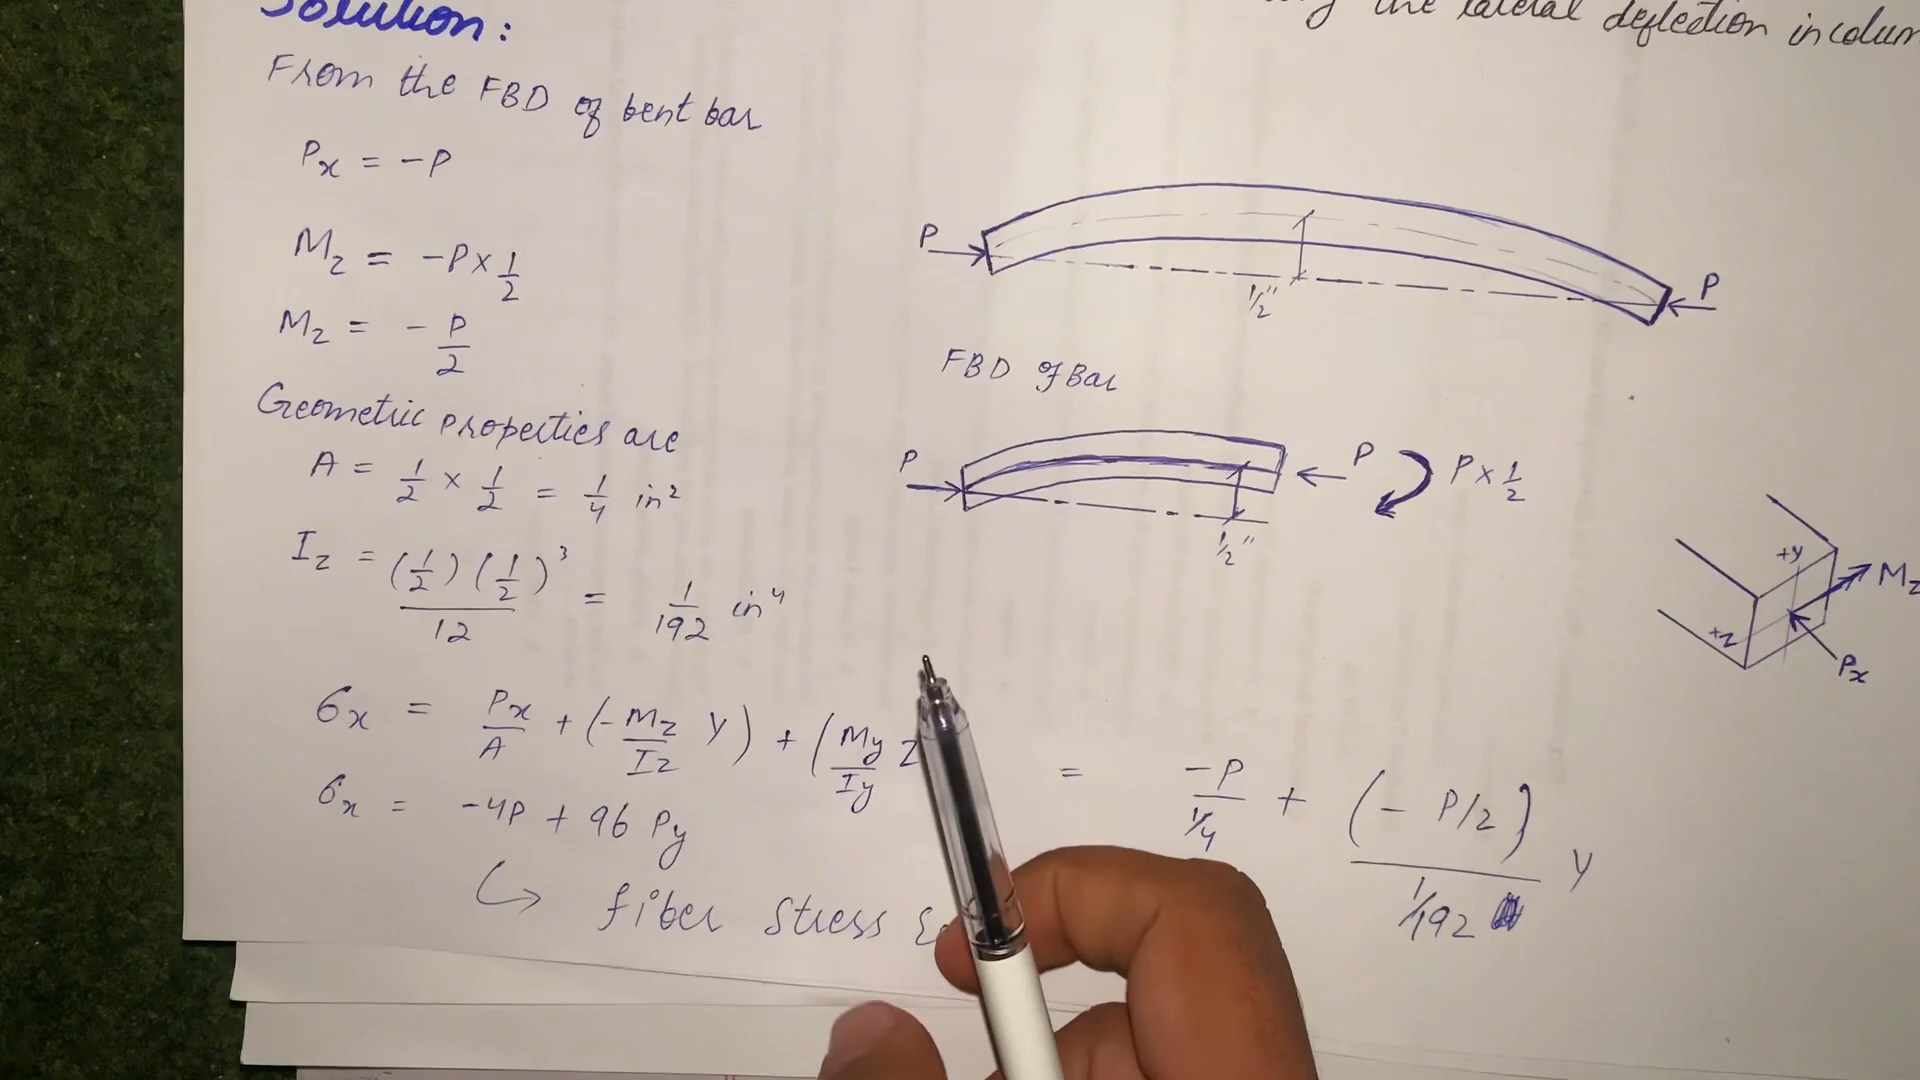 Solution:
the lateral deflection in colum
From the FBD of bent bar
Px = -P
Mz = -P x 1/2
Mz = - P/2
Geometric properties are
A = 1/2 x 1/2 = 1/4 in²
Iz = (1/2)(1/2)³/12 = 1/192 in⁴
σx = Px/A + (- Mz/Iz y) + (My/Iy z = -P/(1/4) + (- P/2)/(1/192) y
σx = -4P + 96 Py
↳ fiber stress
P
1/2"
P
FBD of Bar
P
P
P x 1/2
1/2"
+y
Mz
+z
Px